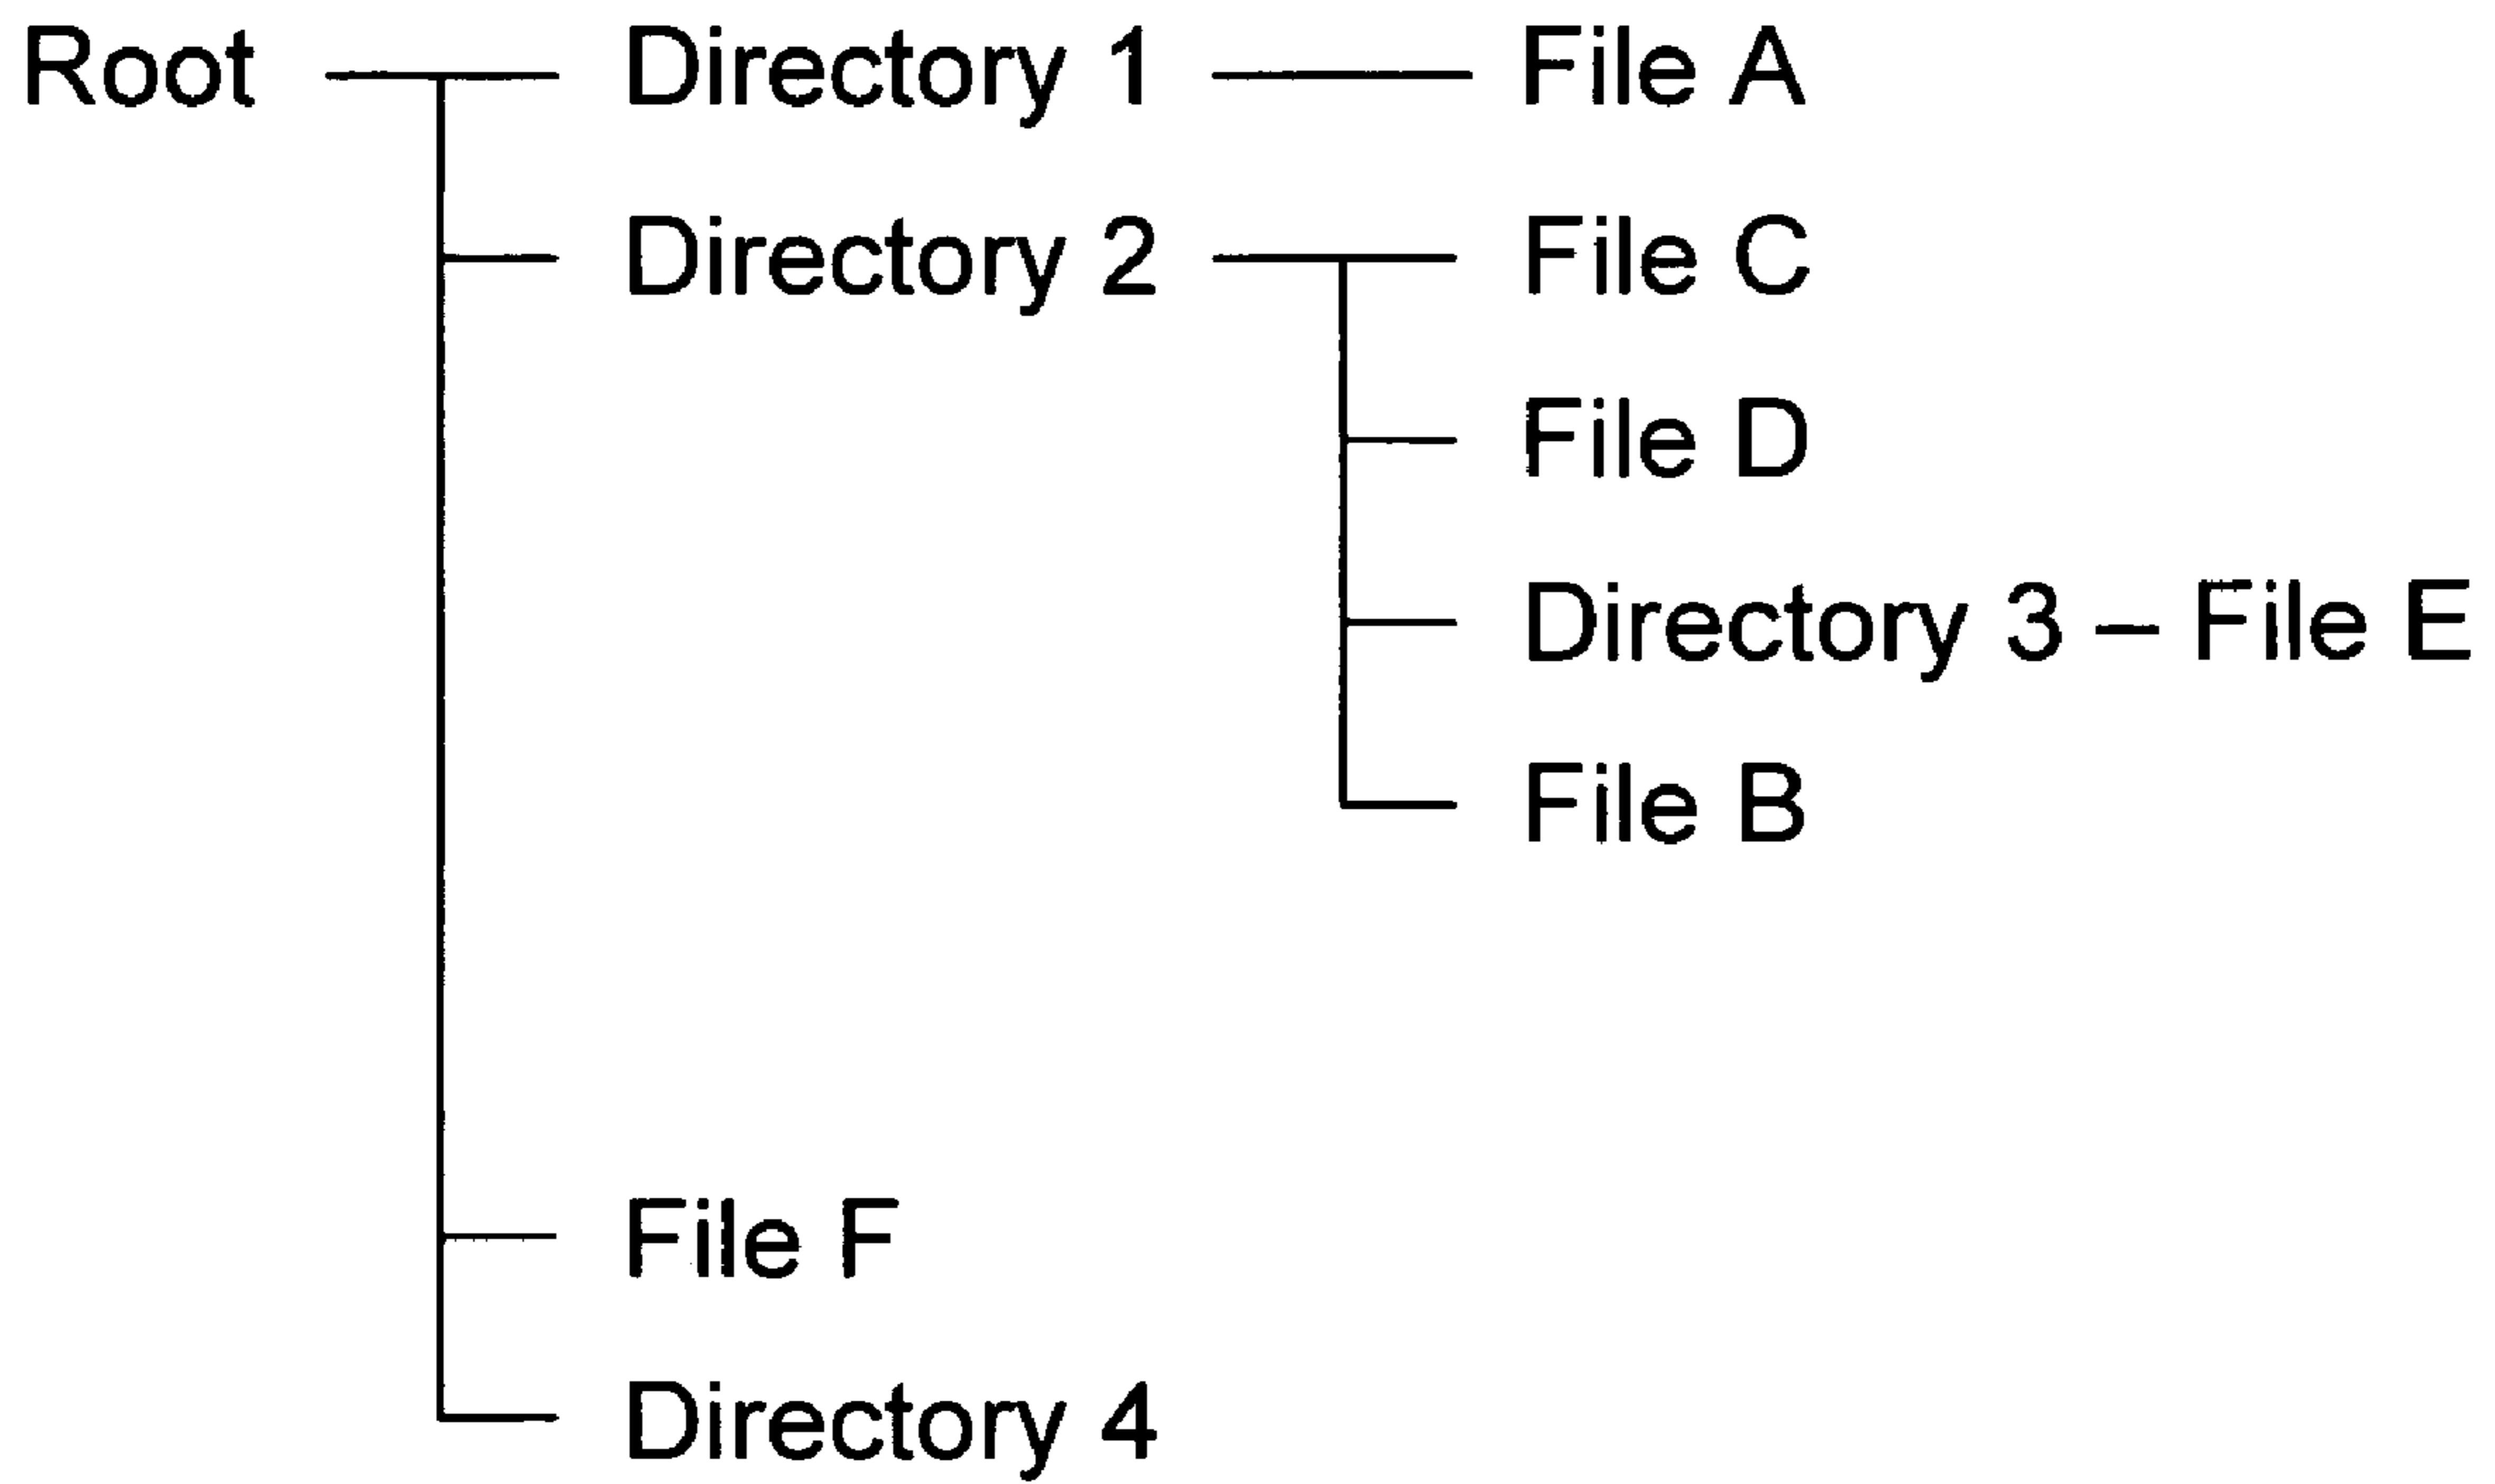 Root Directory 1 File A
Directory 2 File C
File D
Directory 3 – File E
File B
File F
Directory 4